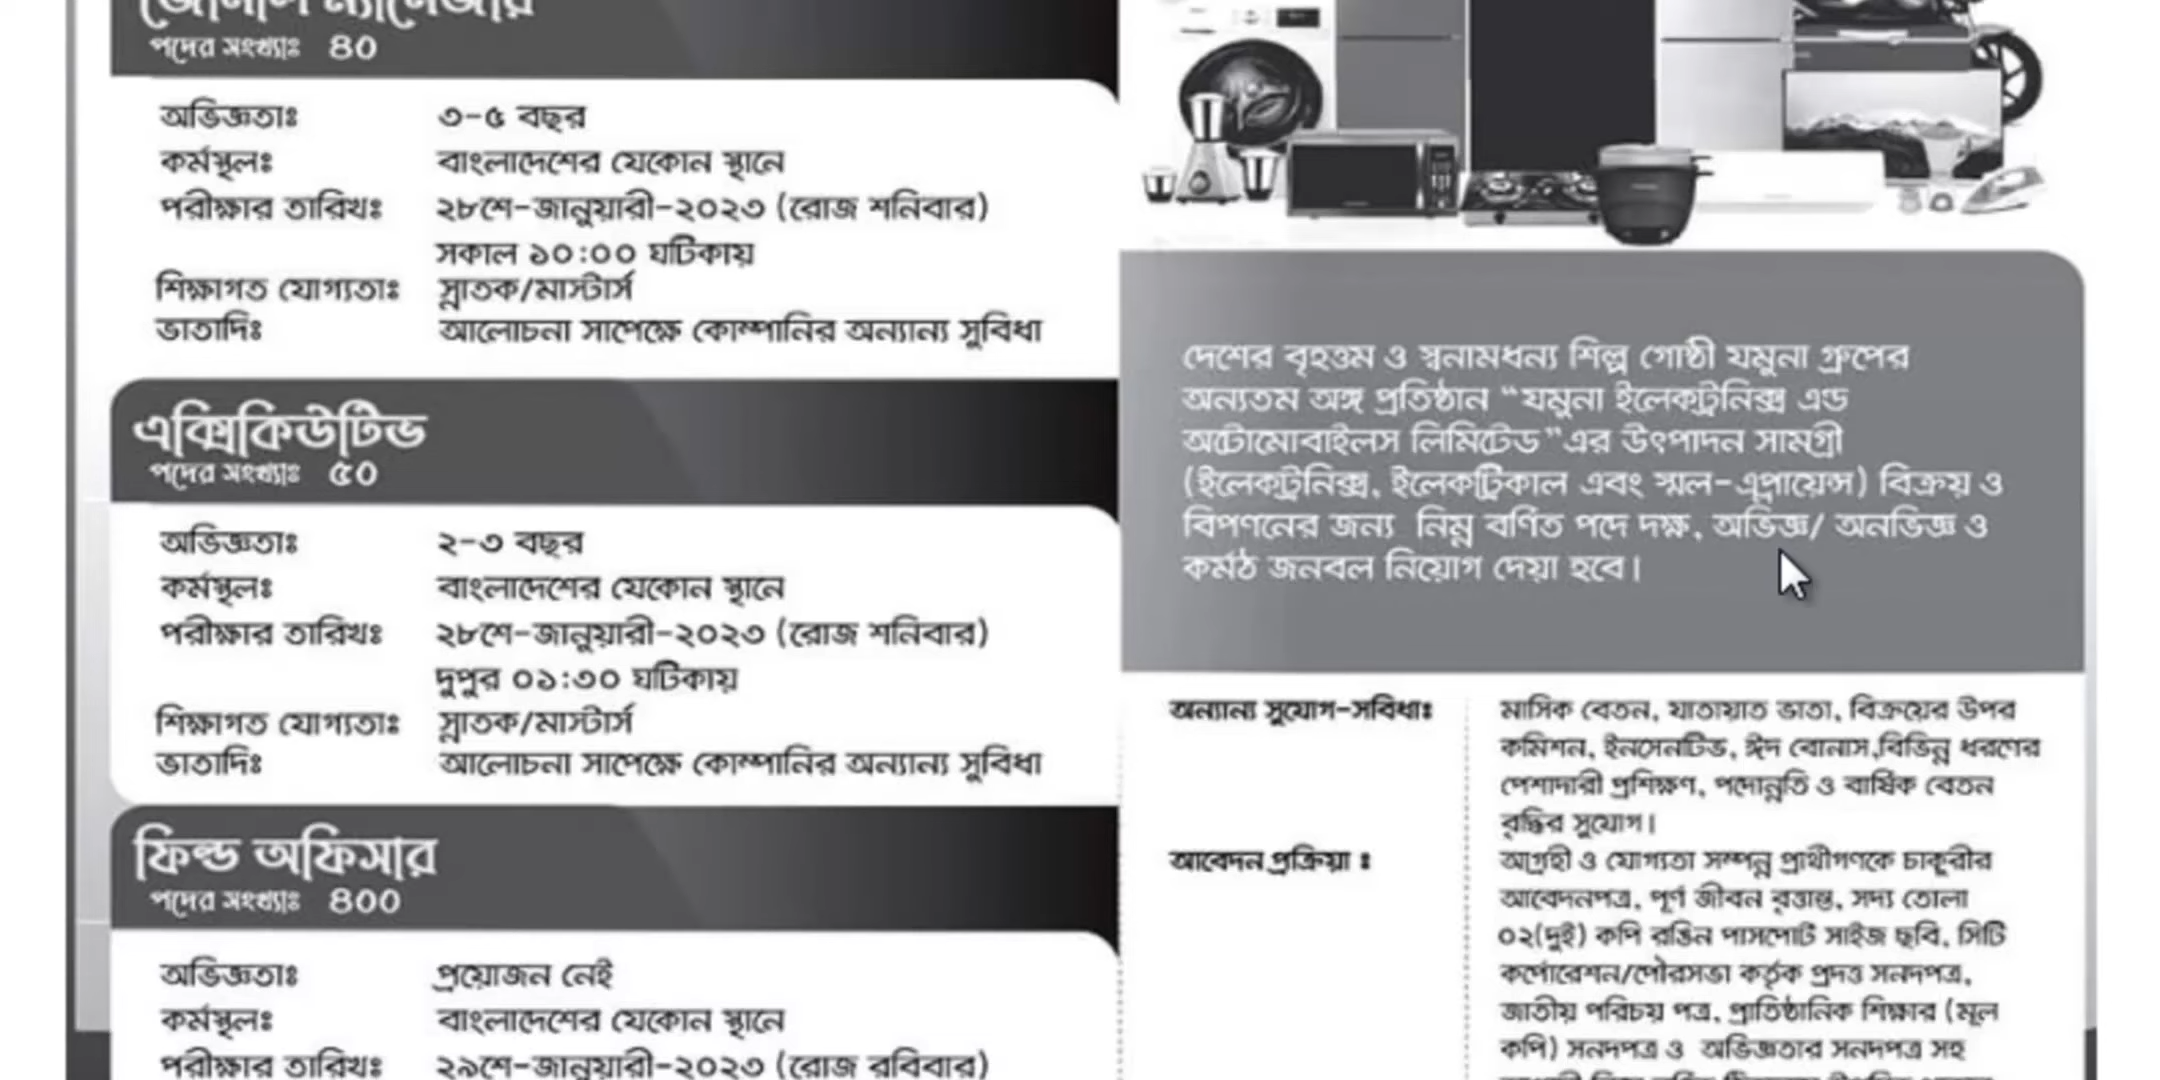 জোনাল ম্যানেজার
পদের সংখ্যাঃ ৪০
অভিজ্ঞতাঃ ৩-৫ বছর
কর্মস্থলঃ বাংলাদেশের যেকোন স্থানে
পরীক্ষার তারিখঃ ২৮শে-জানুয়ারী-২০২৩ (রোজ শনিবার)
সকাল ১০:০০ ঘটিকায়
শিক্ষাগত যোগ্যতাঃ স্নাতক/মাস্টার্স
ভাতাদিঃ আলোচনা সাপেক্ষে কোম্পানির অন্যান্য সুবিধা
এক্সিকিউটিভ
পদের সংখ্যাঃ ৫০
অভিজ্ঞতাঃ ২-৩ বছর
কর্মস্থলঃ বাংলাদেশের যেকোন স্থানে
পরীক্ষার তারিখঃ ২৮শে-জানুয়ারী-২০২৩ (রোজ শনিবার)
দুপুর ০১:৩০ ঘটিকায়
শিক্ষাগত যোগ্যতাঃ স্নাতক/মাস্টার্স
ভাতাদিঃ আলোচনা সাপেক্ষে কোম্পানির অন্যান্য সুবিধা
ফিল্ড অফিসার
পদের সংখ্যাঃ ৪০০
অভিজ্ঞতাঃ প্রয়োজন নেই
কর্মস্থলঃ বাংলাদেশের যেকোন স্থানে
পরীক্ষার তারিখঃ ২৯শে-জানুয়ারী-২০২৩ (রোজ রবিবার)
দেশের বৃহত্তম ও স্বনামধন্য শিল্প গোষ্ঠী যমুনা গ্রুপের
অন্যতম অঙ্গ প্রতিষ্ঠান “যমুনা ইলেকট্রনিক্স এন্ড
অটোমোবাইলস লিমিটেড”এর উৎপাদন সামগ্রী
(ইলেকট্রনিক্স, ইলেকট্রিকাল এবং স্মল-এপ্লায়েন্স) বিক্রয় ও
বিপণনের জন্য নিম্ন বর্ণিত পদে দক্ষ, অভিজ্ঞ/ অনভিজ্ঞ ও
কর্মঠ জনবল নিয়োগ দেয়া হবে।
অন্যান্য সুযোগ-সবিধাঃ মাসিক বেতন, যাতায়াত ভাতা, বিক্রয়ের উপর
কমিশন, ইনসেনটিভ, ঈদ বোনাস,বিভিন্ন ধরণের
পেশাদারী প্রশিক্ষণ, পদোন্নতি ও বার্ষিক বেতন
বৃদ্ধির সুযোগ।
আবেদন প্রক্রিয়া ঃ আগ্রহী ও যোগ্যতা সম্পন্ন প্রার্থীগণকে চাকুরীর
আবেদনপত্র, পূর্ণ জীবন বৃত্তান্ত, সদ্য তোলা
০২(দুই) কপি রঙিন পাসপোর্ট সাইজ ছবি, সিটি
কর্পোরেশন/পৌরসভা কর্তৃক প্রদত্ত সনদপত্র,
জাতীয় পরিচয় পত্র, প্রাতিষ্ঠানিক শিক্ষার (মূল
কপি) সনদপত্র ও অভিজ্ঞতার সনদপত্র সহ